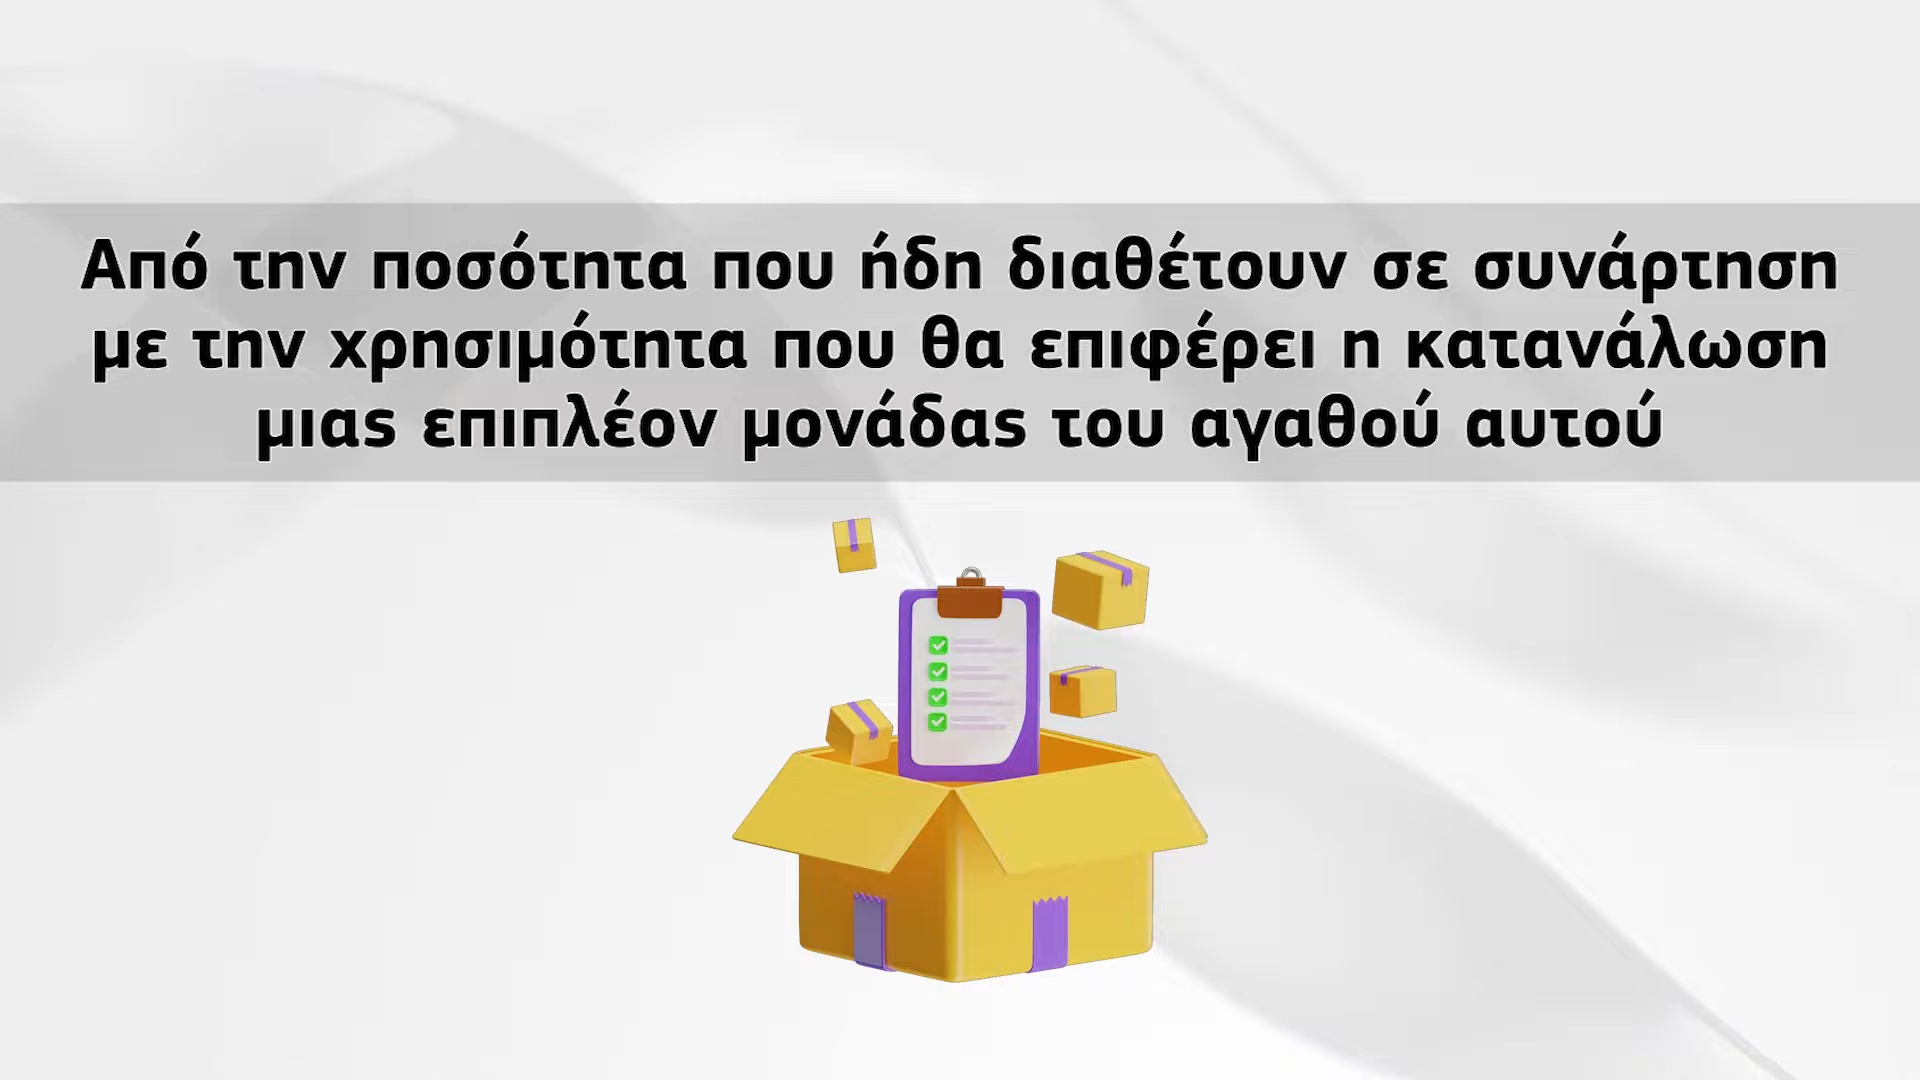 Από την ποσότητα που ήδη διαθέτουν σε συνάρτηση
με την χρησιμότητα που θα επιφέρει η κατανάλωση
μιας επιπλέον μονάδας του αγαθού αυτού